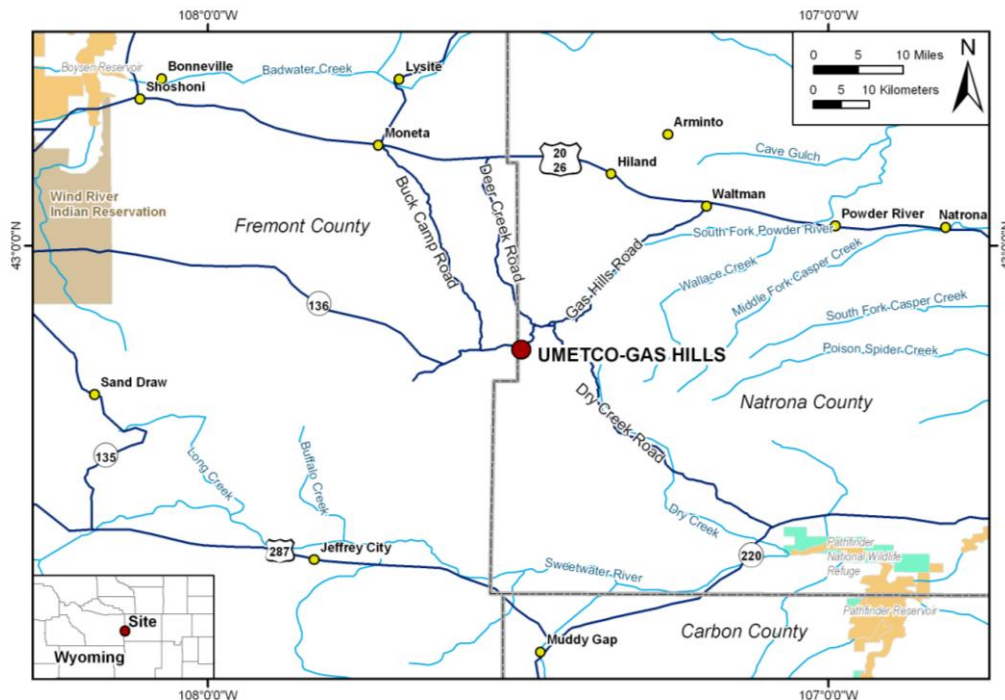 108°0'0"W
107°0'0"W
Boysen Reservoir
Bonneville
Badwater Creek
Lysite
Shoshoni
0 5 10 Miles
0 5 10 Kilometers
N
Arminto
Moneta
20
26
Hiland
Cave Gulch
Wind River
Indian Reservation
Buck Camp Road
Deer Creek Road
Waltman
Fremont County
Powder River
Natrona
South Fork Powder River
43°0'0"N
43°0'0"N
Gas Hills Road
Wallace Creek
Middle Fork Casper Creek
136
South Fork Casper Creek
UMETCO-GAS HILLS
Poison Spider Creek
Sand Draw
Dry Creek Road
Natrona County
135
Long Creek
Buffalo Creek
Dry Creek
287
Jeffrey City
220
Pathfinder
National Wildlife
Refuge
Sweetwater River
Pathfinder Reservoir
Site
Wyoming
Carbon County
Muddy Gap
108°0'0"W
107°0'0"W